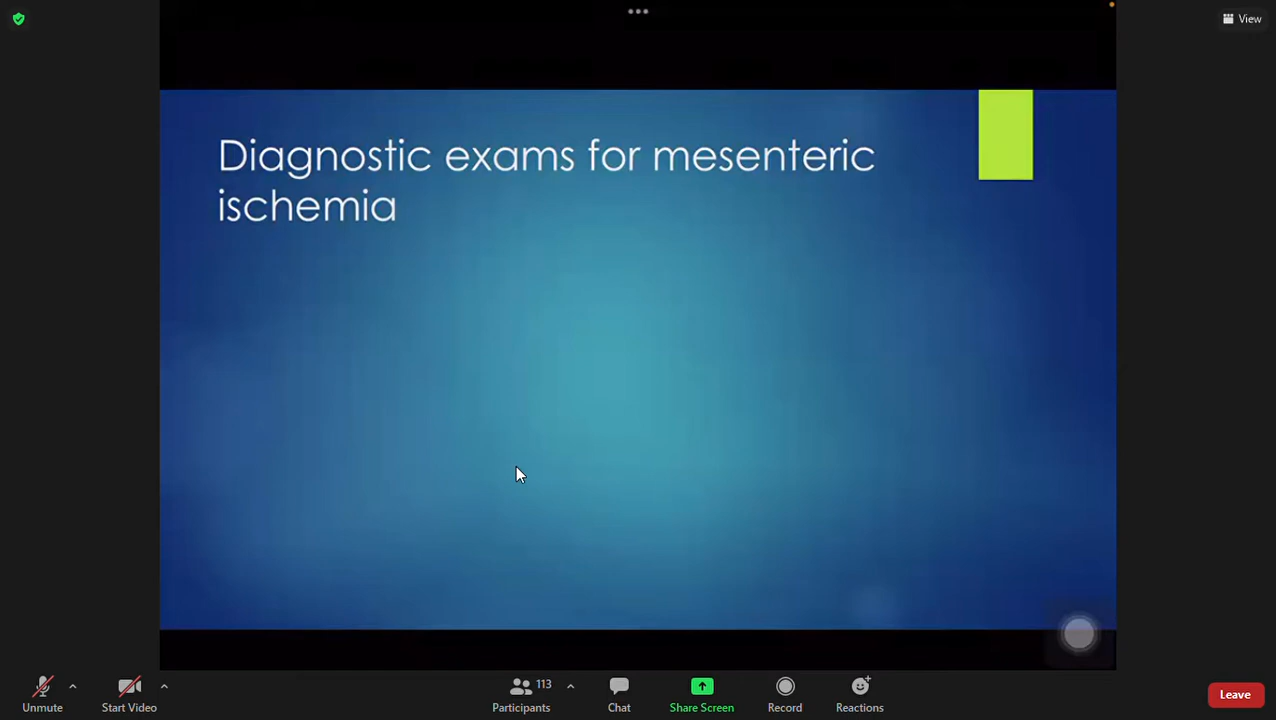 View
Diagnostic exams for mesenteric
ischemia
Unmute
Start Video
113
Participants
Chat
Share Screen
Record
Reactions
Leave